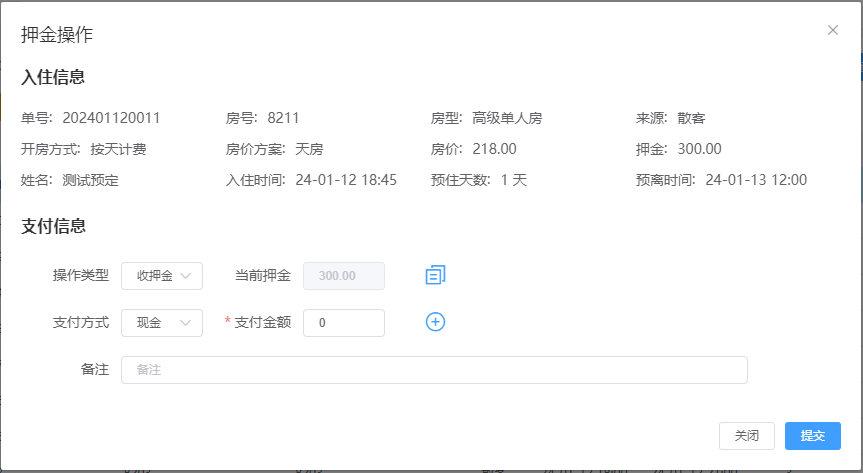 押金操作
入住信息
单号: 202401120011 房号: 8211 房型: 高级单人房 来源: 散客
开房方式: 按天计费 房价方案: 天房 房价: 218.00 押金: 300.00
姓名: 测试预定 入住时间: 24-01-12 18:45 预住天数: 1 天 预离时间: 24-01-13 12:00
支付信息
操作类型 收押金 当前押金 300.00
支付方式 现金 * 支付金额 0
备注 备注
关闭 提交